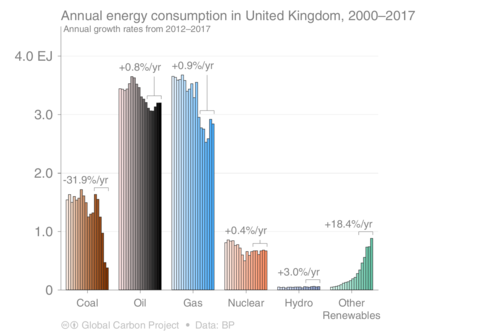 Annual energy consumption in United Kingdom, 2000–2017
Annual growth rates from 2012–2017
4.0 EJ
+0.8%/yr
+0.9%/yr
3.0
2.0
-31.9%/yr
+18.4%/yr
+0.4%/yr
1.0
+3.0%/yr
0
Coal
Oil
Gas
Nuclear
Hydro
Other
Renewables
Global Carbon Project • Data: BP